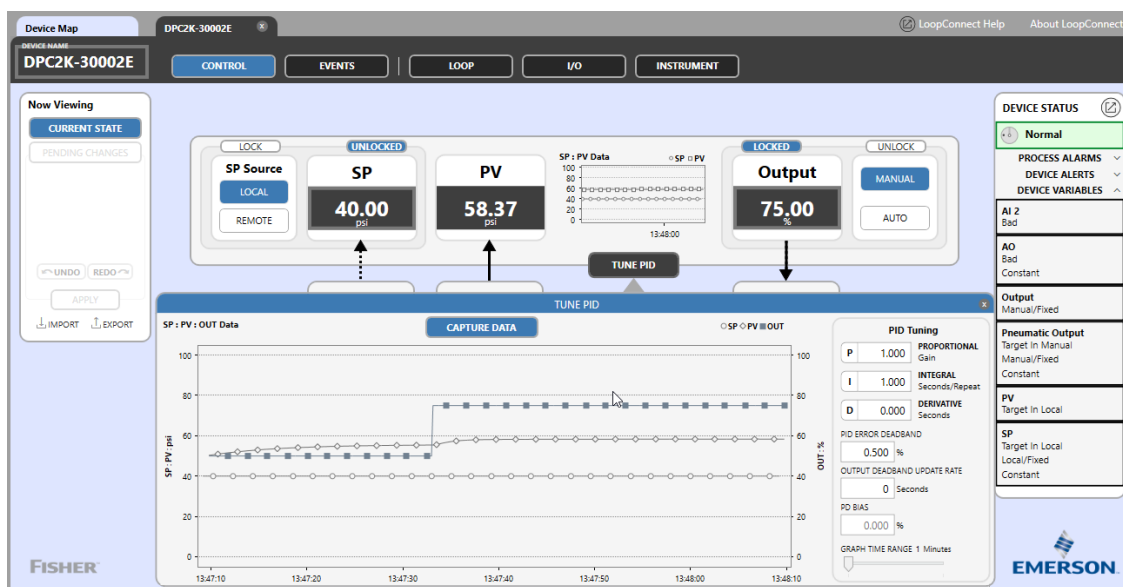 Device Map
DPC2K-30002E
x
LoopConnect Help
About LoopConnect
DEVICE NAME
DPC2K-30002E
CONTROL
EVENTS
LOOP
I/O
INSTRUMENT
Now Viewing
CURRENT STATE
PENDING CHANGES
UNDO
REDO
APPLY
IMPORT
EXPORT
LOCK
SP Source
LOCAL
REMOTE
UNLOCKED
SP
40.00
psi
PV
58.37
psi
SP : PV Data
SP
PV
100
80
60
40
20
0
13:48:00
TUNE PID
LOCKED
Output
75.00
%
UNLOCK
MANUAL
AUTO
DEVICE STATUS
Normal
PROCESS ALARMS
DEVICE ALERTS
DEVICE VARIABLES
AI 2
Bad
AO
Bad
Constant
Output
Manual/Fixed
Pneumatic Output
Target In Manual
Manual/Fixed
Constant
PV
Target In Local
SP
Target In Local
Local/Fixed
Constant
TUNE PID
x
SP : PV : OUT Data
CAPTURE DATA
SP
PV
OUT
SP : PV : psi
100
80
60
40
20
0
OUT : %
100
80
60
40
20
0
13:47:10
13:47:20
13:47:30
13:47:40
13:47:50
13:48:00
13:48:10
PID Tuning
P 1.000 PROPORTIONAL
Gain
I 1.000 INTEGRAL
Seconds/Repeat
D 0.000 DERIVATIVE
Seconds
PID ERROR DEADBAND
0.500 %
OUTPUT DEADBAND UPDATE RATE
0 Seconds
PD BIAS
0.000 %
GRAPH TIME RANGE 1 Minutes
FISHER
EMERSON